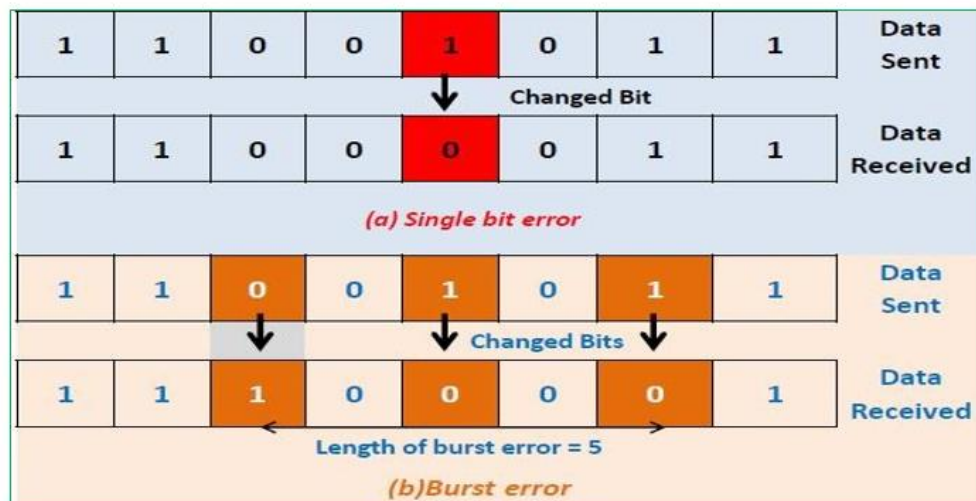 1 1 0 0 1 0 1 1 Data Sent
Changed Bit
1 1 0 0 0 0 1 1 Data Received
(a) Single bit error
1 1 0 0 1 0 1 1 Data Sent
Changed Bits
1 1 1 0 0 0 0 1 Data Received
Length of burst error = 5
(b)Burst error